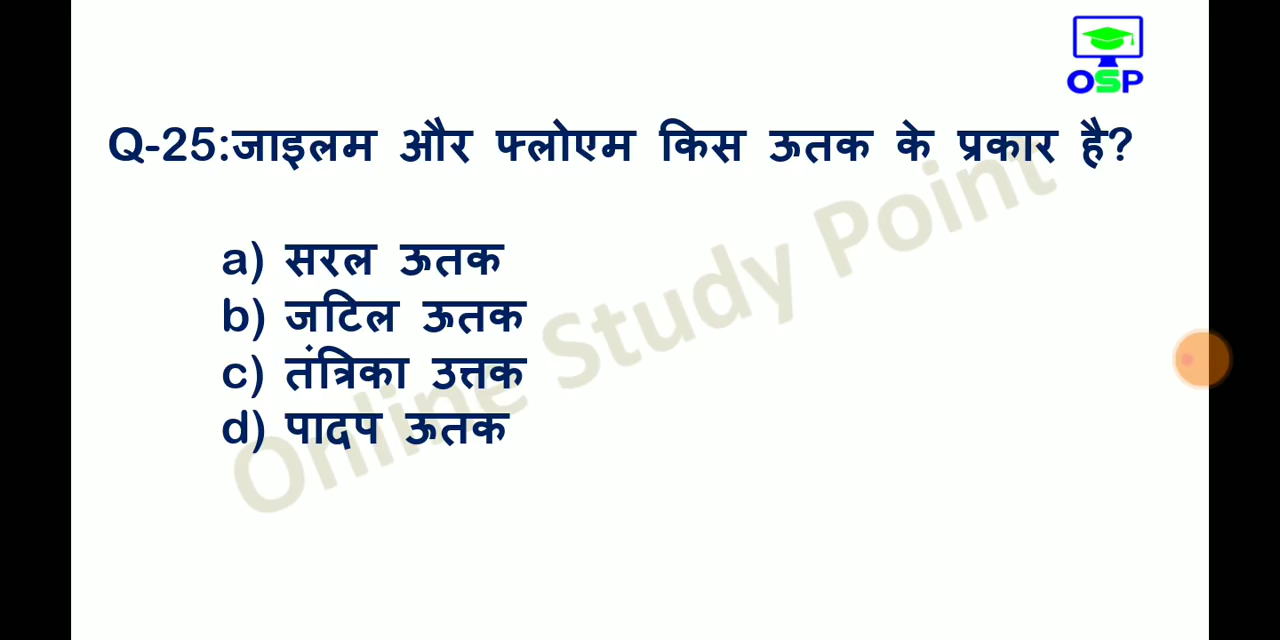 OSP
Q-25:जाइलम और फ्लोएम किस ऊतक के प्रकार है?
a) सरल ऊतक
b) जटिल ऊतक
c) तंत्रिका उत्तक
d) पादप ऊतक
Online Study Point